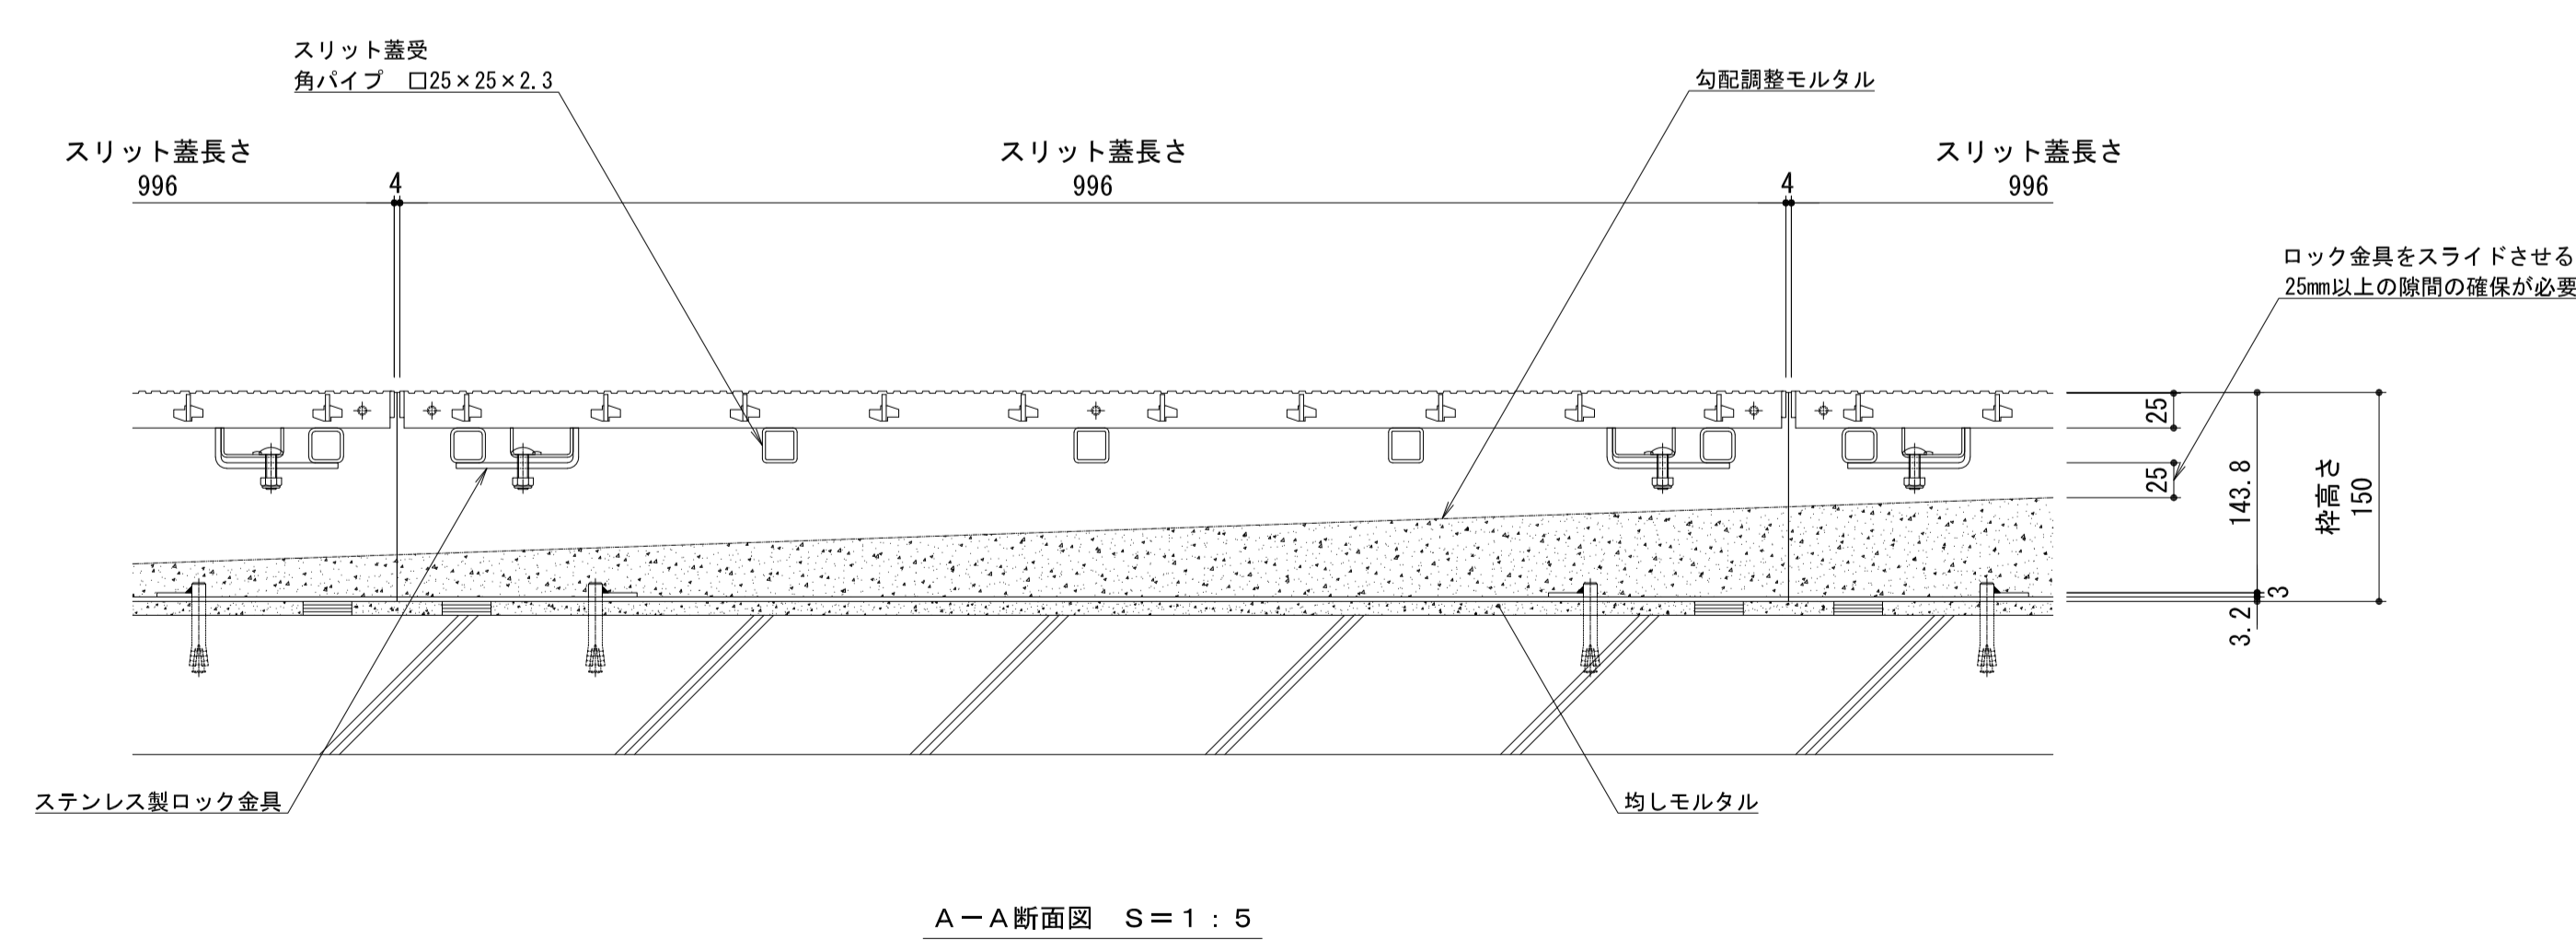 スリット蓋受
角パイプ　□25×25×2.3
勾配調整モルタル
スリット蓋長さ
996
4
スリット蓋長さ
996
4
スリット蓋長さ
996
ロック金具をスライドさせる
25mm以上の隙間の確保が必要
25
25
143.8
3
3.2
枠高さ
150
ステンレス製ロック金具
均しモルタル
A－A断面図　S＝1：5